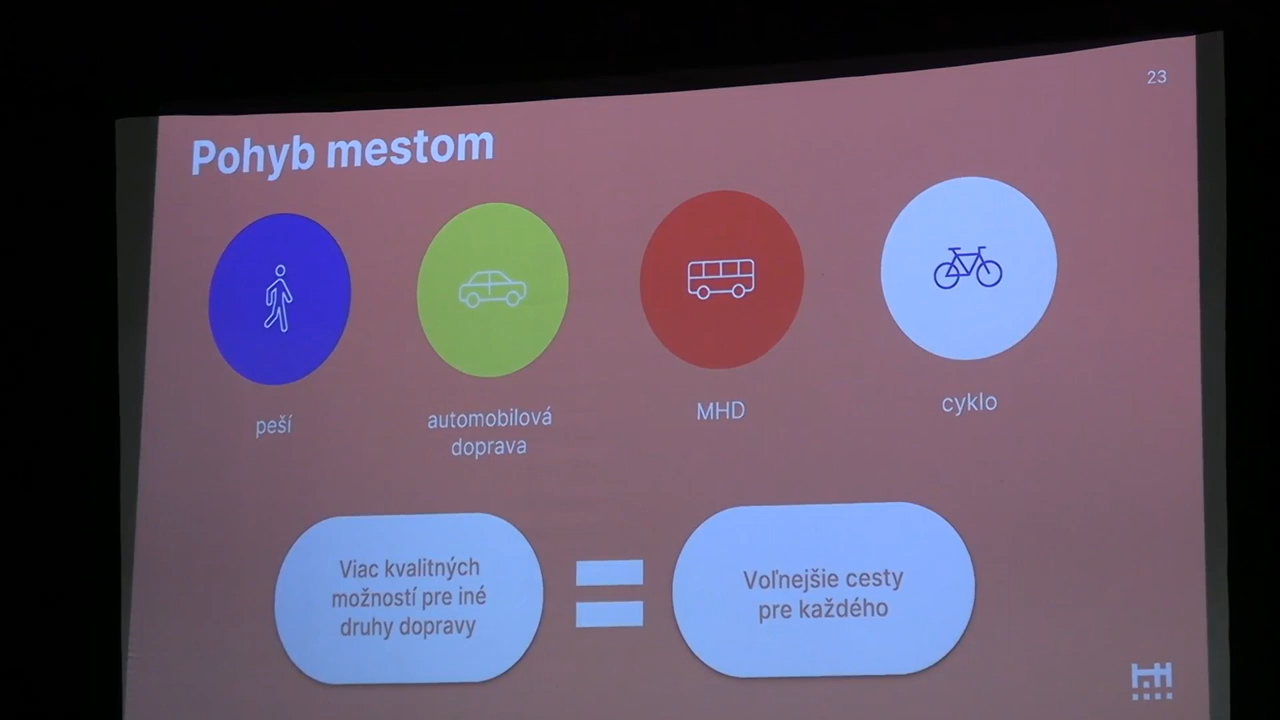 23
Pohyb mestom
peší
automobilová
doprava
MHD
cyklo
Viac kvalitných
možností pre iné
druhy dopravy
=
Voľnejšie cesty
pre každého